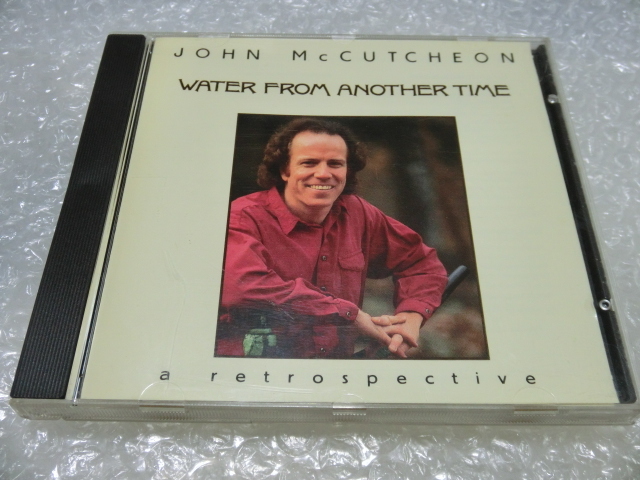 JOHN McCUTCHEON
WATER FROM ANOTHER TIME
a retrospective